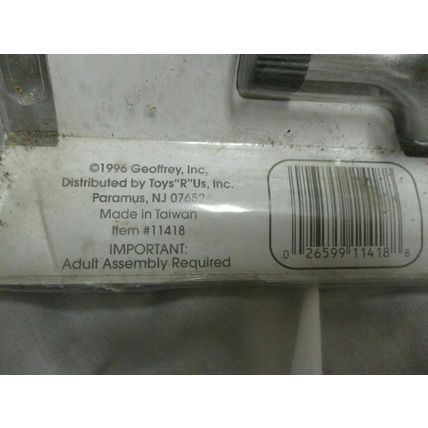 ©1996 Geoffrey, Inc.
Distributed by Toys"R"Us, Inc.
Paramus, NJ 07652
Made in Taiwan
Item #11418
IMPORTANT:
Adult Assembly Required
0 26599 11418 8